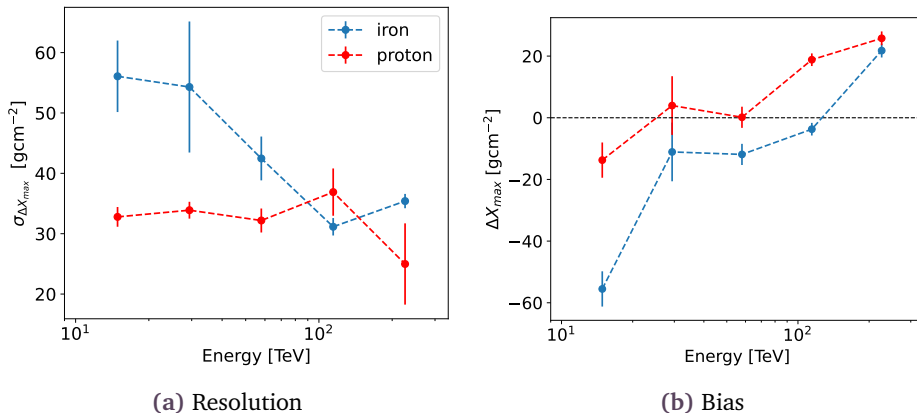 60
50
40
30
20
σΔXmax [gcm−2]
iron
proton
10¹
10²
Energy [TeV]
(a) Resolution
20
0
−20
−40
−60
ΔXmax [gcm−2]
10¹
10²
Energy [TeV]
(b) Bias